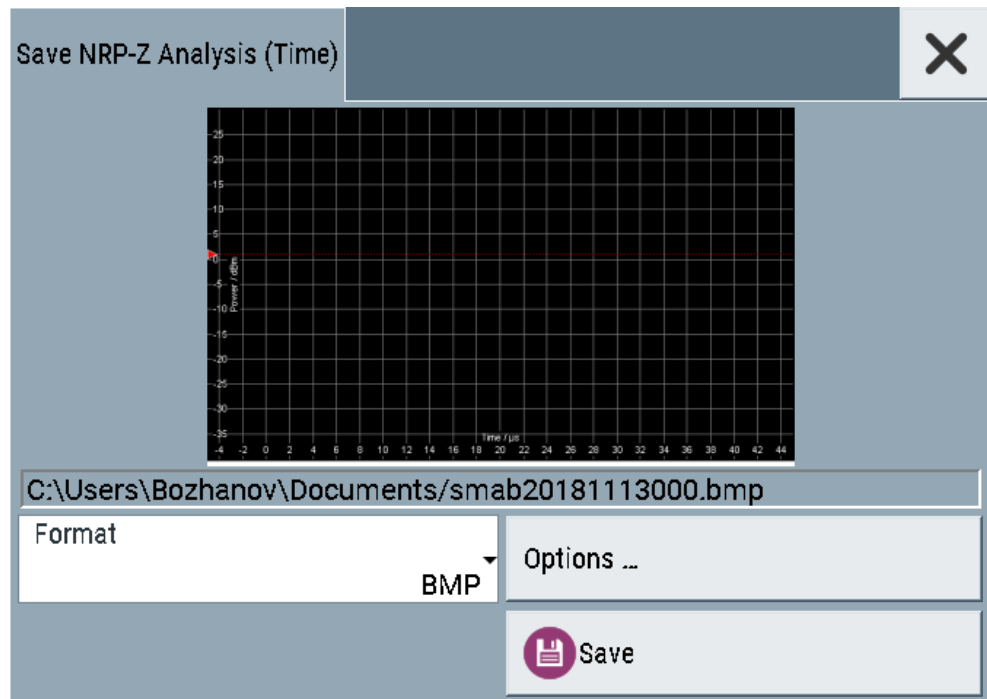 Save NRP-Z Analysis (Time)
25
20
15
10
5
0
-5
-10
-15
-20
-25
-30
-35
Power / dBm
Time / µs
-4 -2 0 2 4 6 8 10 12 14 16 18 20 22 24 26 28 30 32 34 36 38 40 42 44
C:\Users\Bozhanov\Documents/smab20181113000.bmp
Format
BMP
Options ...
Save